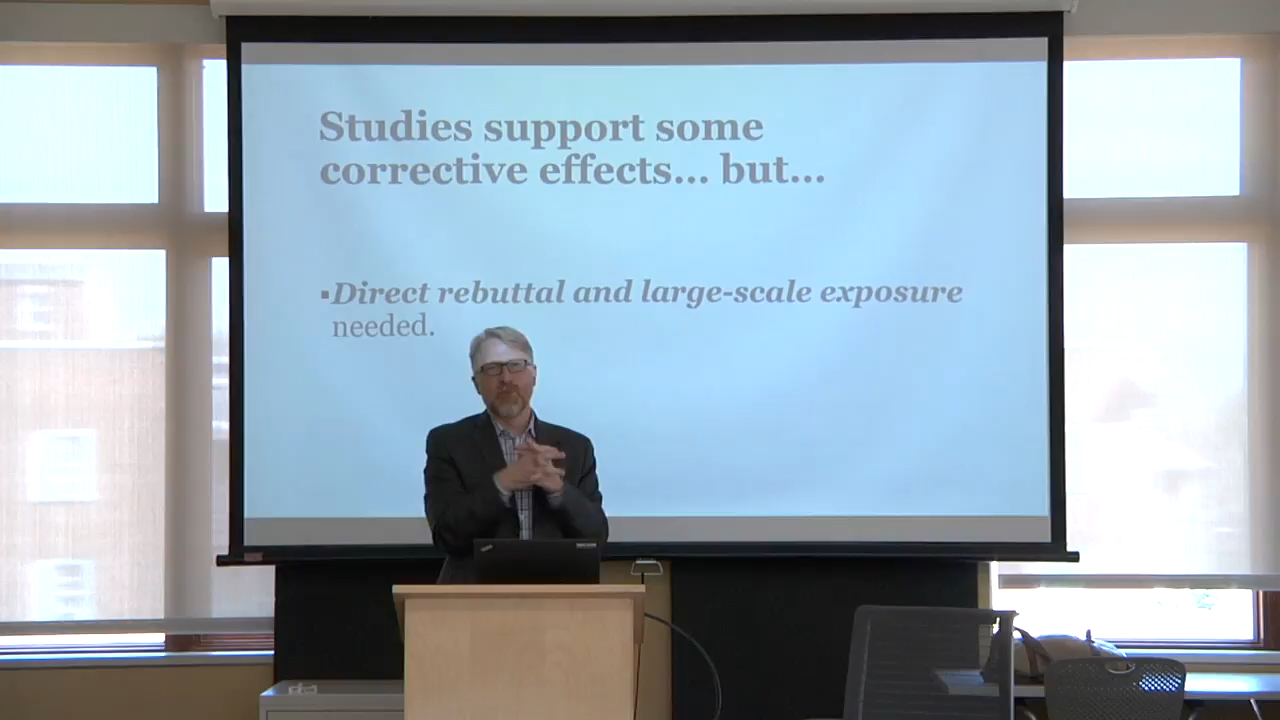 Studies support some
corrective effects... but...
▪Direct rebuttal and large-scale exposure
needed.